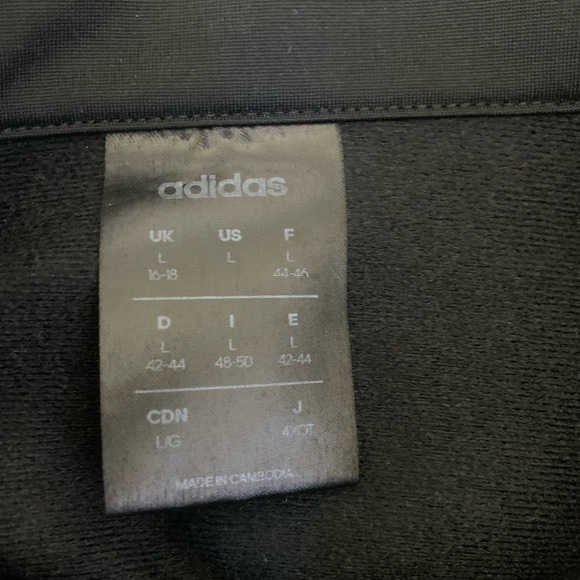 adidas
UK US F
L L L
16-18 44-46
D I E
L L L
42-44 48-50 42-44
CDN J
L/G 4XOT
MADE IN CAMBODIA